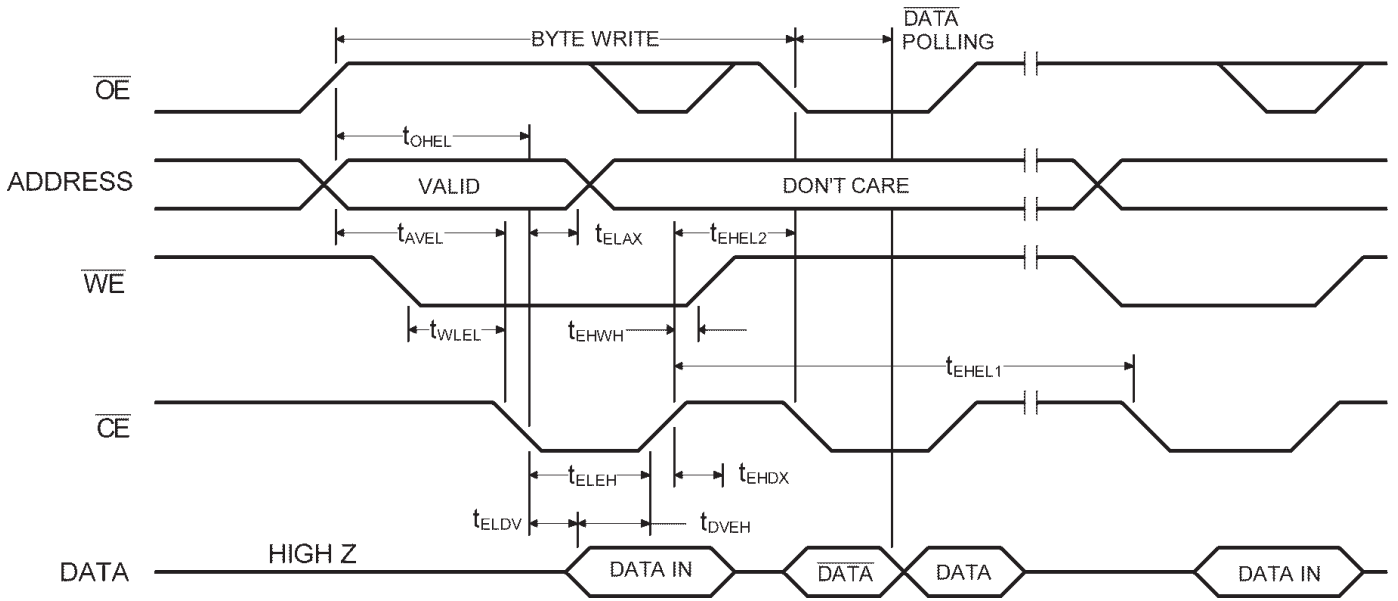 BYTE WRITE
DATA
POLLING
OE
tOHEL
ADDRESS
VALID
DON'T CARE
tAVEL
tELAX
tEHEL2
WE
tWLEL
tEHWH
tEHEL1
CE
tELEH
tEHDX
tELDV
tDVEH
HIGH Z
DATA
DATA IN
DATA
DATA
DATA IN